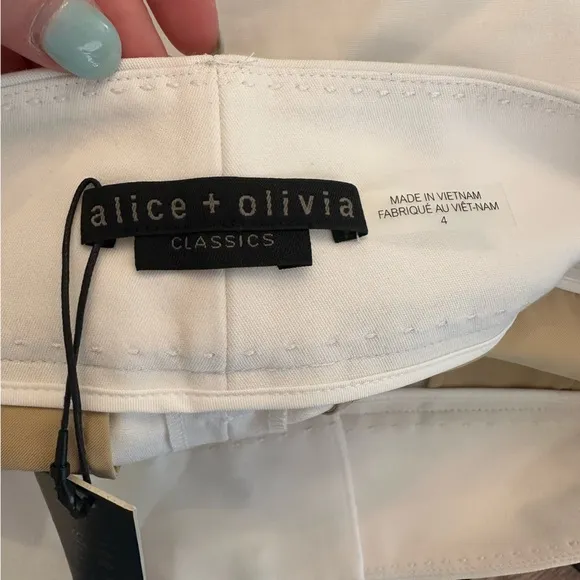 alice + olivia
CLASSICS
MADE IN VIETNAM
FABRIQUÉ AU VIÊT-NAM
4